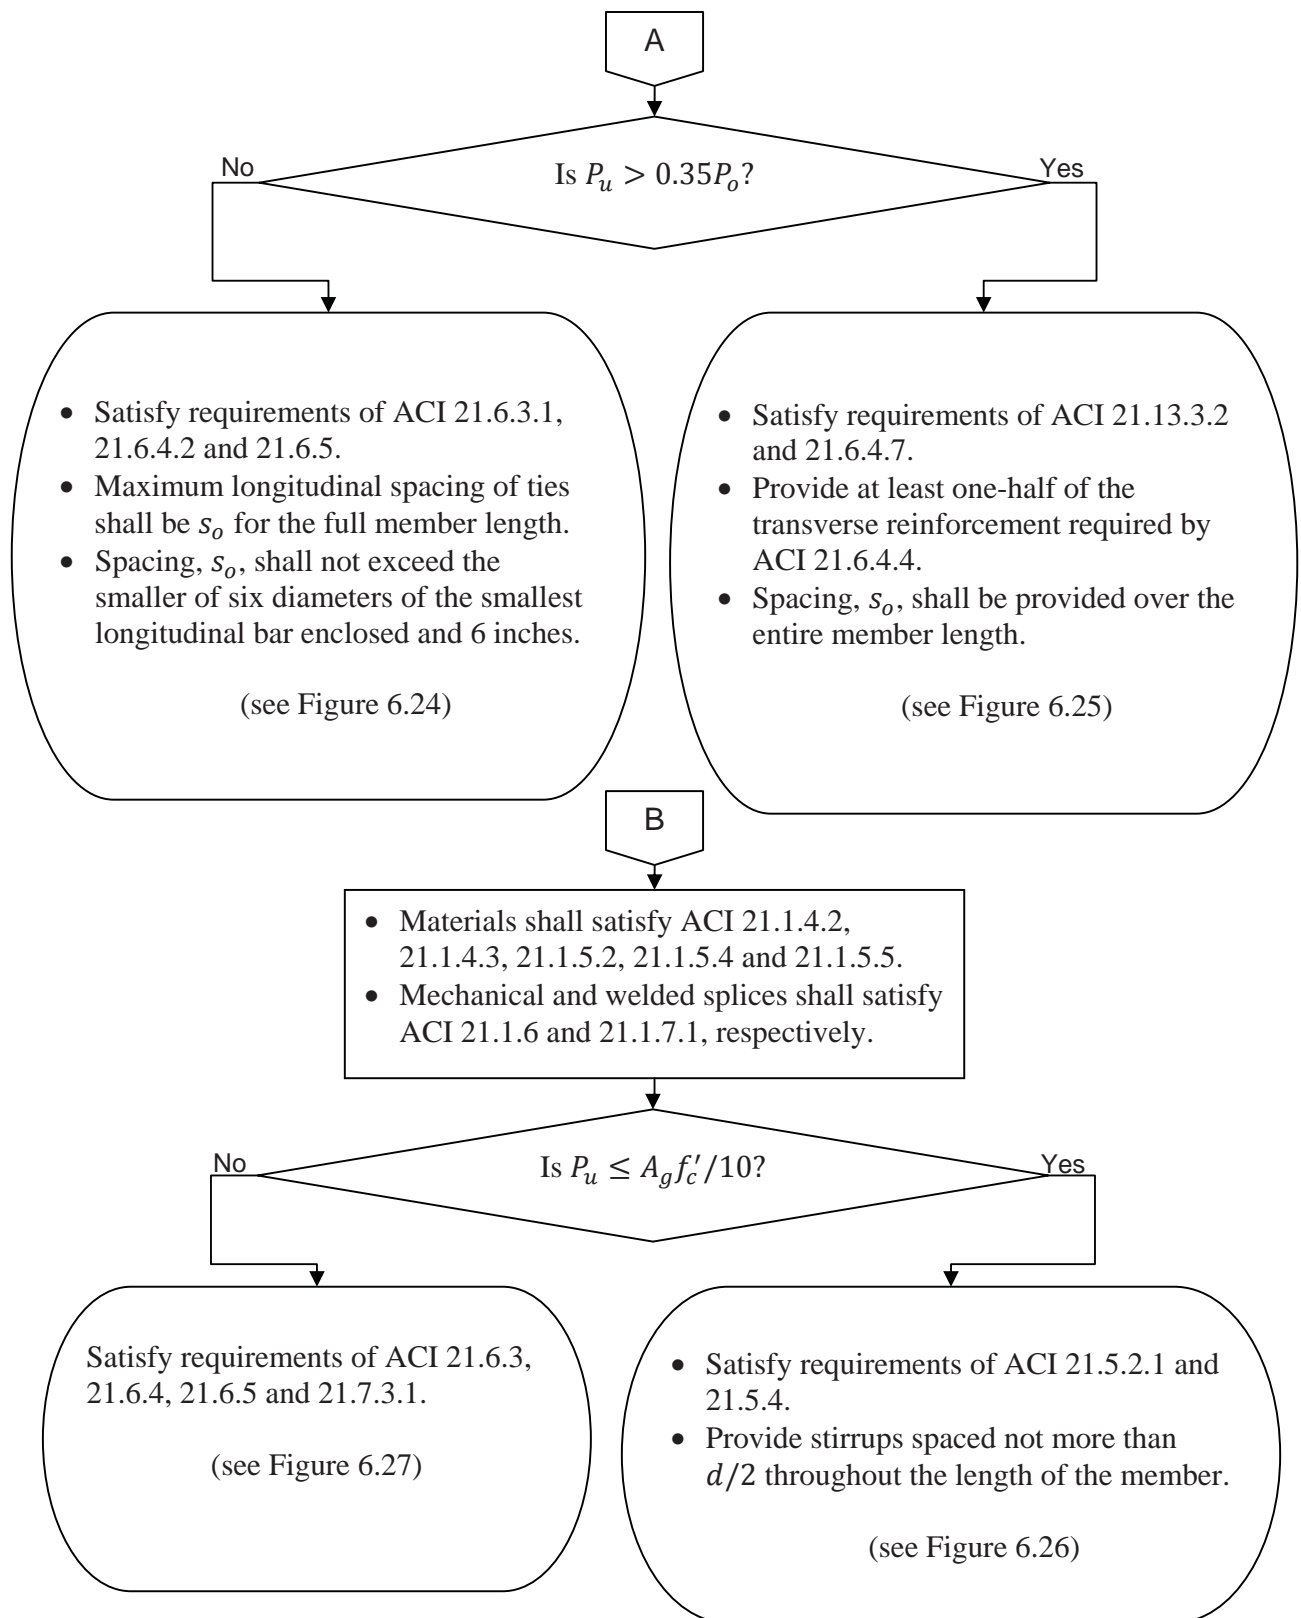 A
Is P_u > 0.35P_o?
No
Yes
• Satisfy requirements of ACI 21.6.3.1,
21.6.4.2 and 21.6.5.
• Maximum longitudinal spacing of ties
shall be s_o for the full member length.
• Spacing, s_o, shall not exceed the
smaller of six diameters of the smallest
longitudinal bar enclosed and 6 inches.
(see Figure 6.24)
• Satisfy requirements of ACI 21.13.3.2
and 21.6.4.7.
• Provide at least one-half of the
transverse reinforcement required by
ACI 21.6.4.4.
• Spacing, s_o, shall be provided over the
entire member length.
(see Figure 6.25)
B
• Materials shall satisfy ACI 21.1.4.2,
21.1.4.3, 21.1.5.2, 21.1.5.4 and 21.1.5.5.
• Mechanical and welded splices shall satisfy
ACI 21.1.6 and 21.1.7.1, respectively.
Is P_u ≤ A_g f_c′/10?
No
Yes
Satisfy requirements of ACI 21.6.3,
21.6.4, 21.6.5 and 21.7.3.1.
(see Figure 6.27)
• Satisfy requirements of ACI 21.5.2.1 and
21.5.4.
• Provide stirrups spaced not more than
d/2 throughout the length of the member.
(see Figure 6.26)